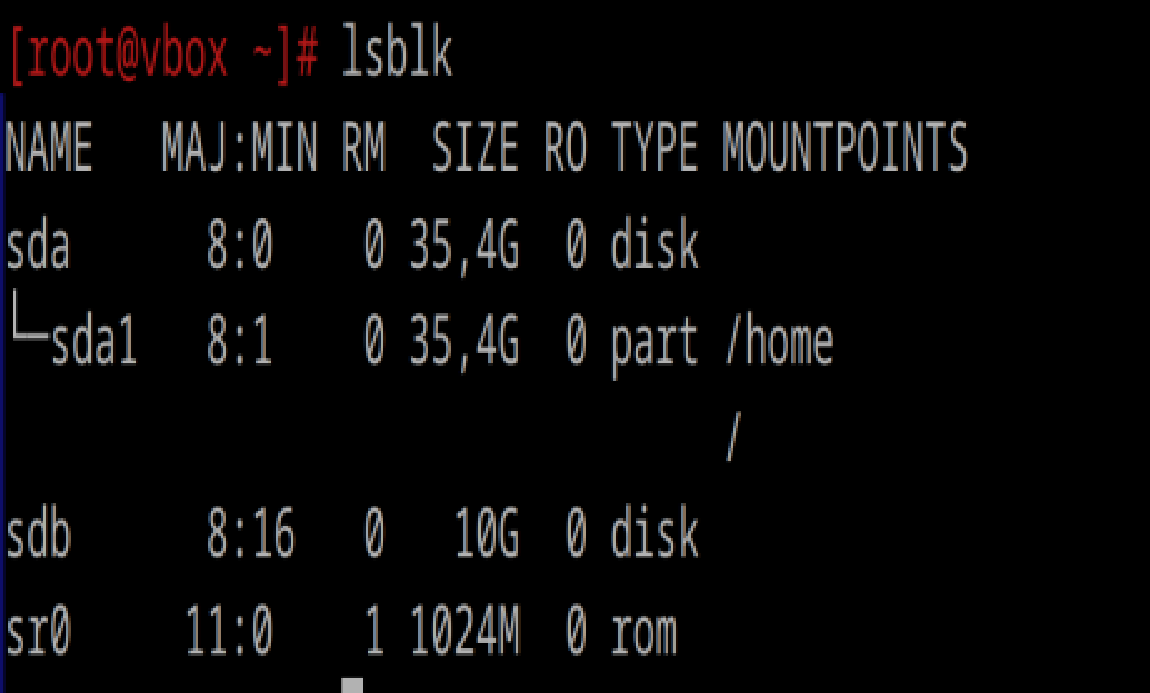 [root@vbox ~]# lsblk
NAME   MAJ:MIN RM  SIZE RO TYPE MOUNTPOINTS
sda      8:0    0 35,4G  0 disk
└─sda1   8:1    0 35,4G  0 part /home
                                /
sdb      8:16   0   10G  0 disk
sr0     11:0    1 1024M  0 rom